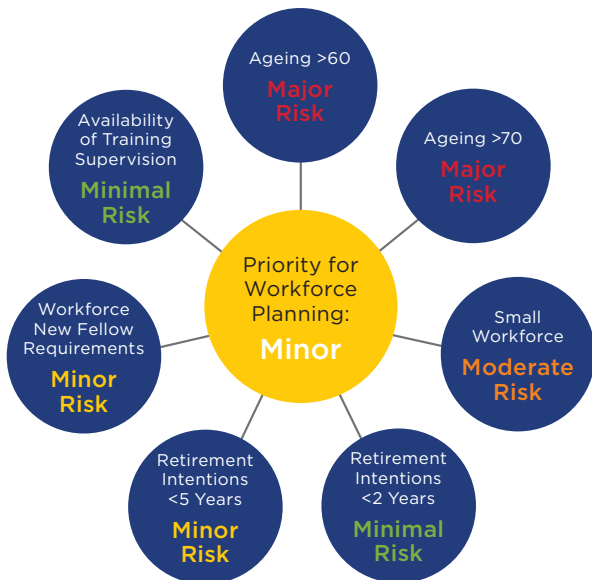 Ageing >60
Major
Risk
Ageing >70
Major
Risk
Small
Workforce
Moderate
Risk
Retirement
Intentions
<2 Years
Minimal
Risk
Retirement
Intentions
<5 Years
Minor
Risk
Workforce
New Fellow
Requirements
Minor
Risk
Availability
of Training
Supervision
Minimal
Risk
Priority for
Workforce
Planning:
Minor